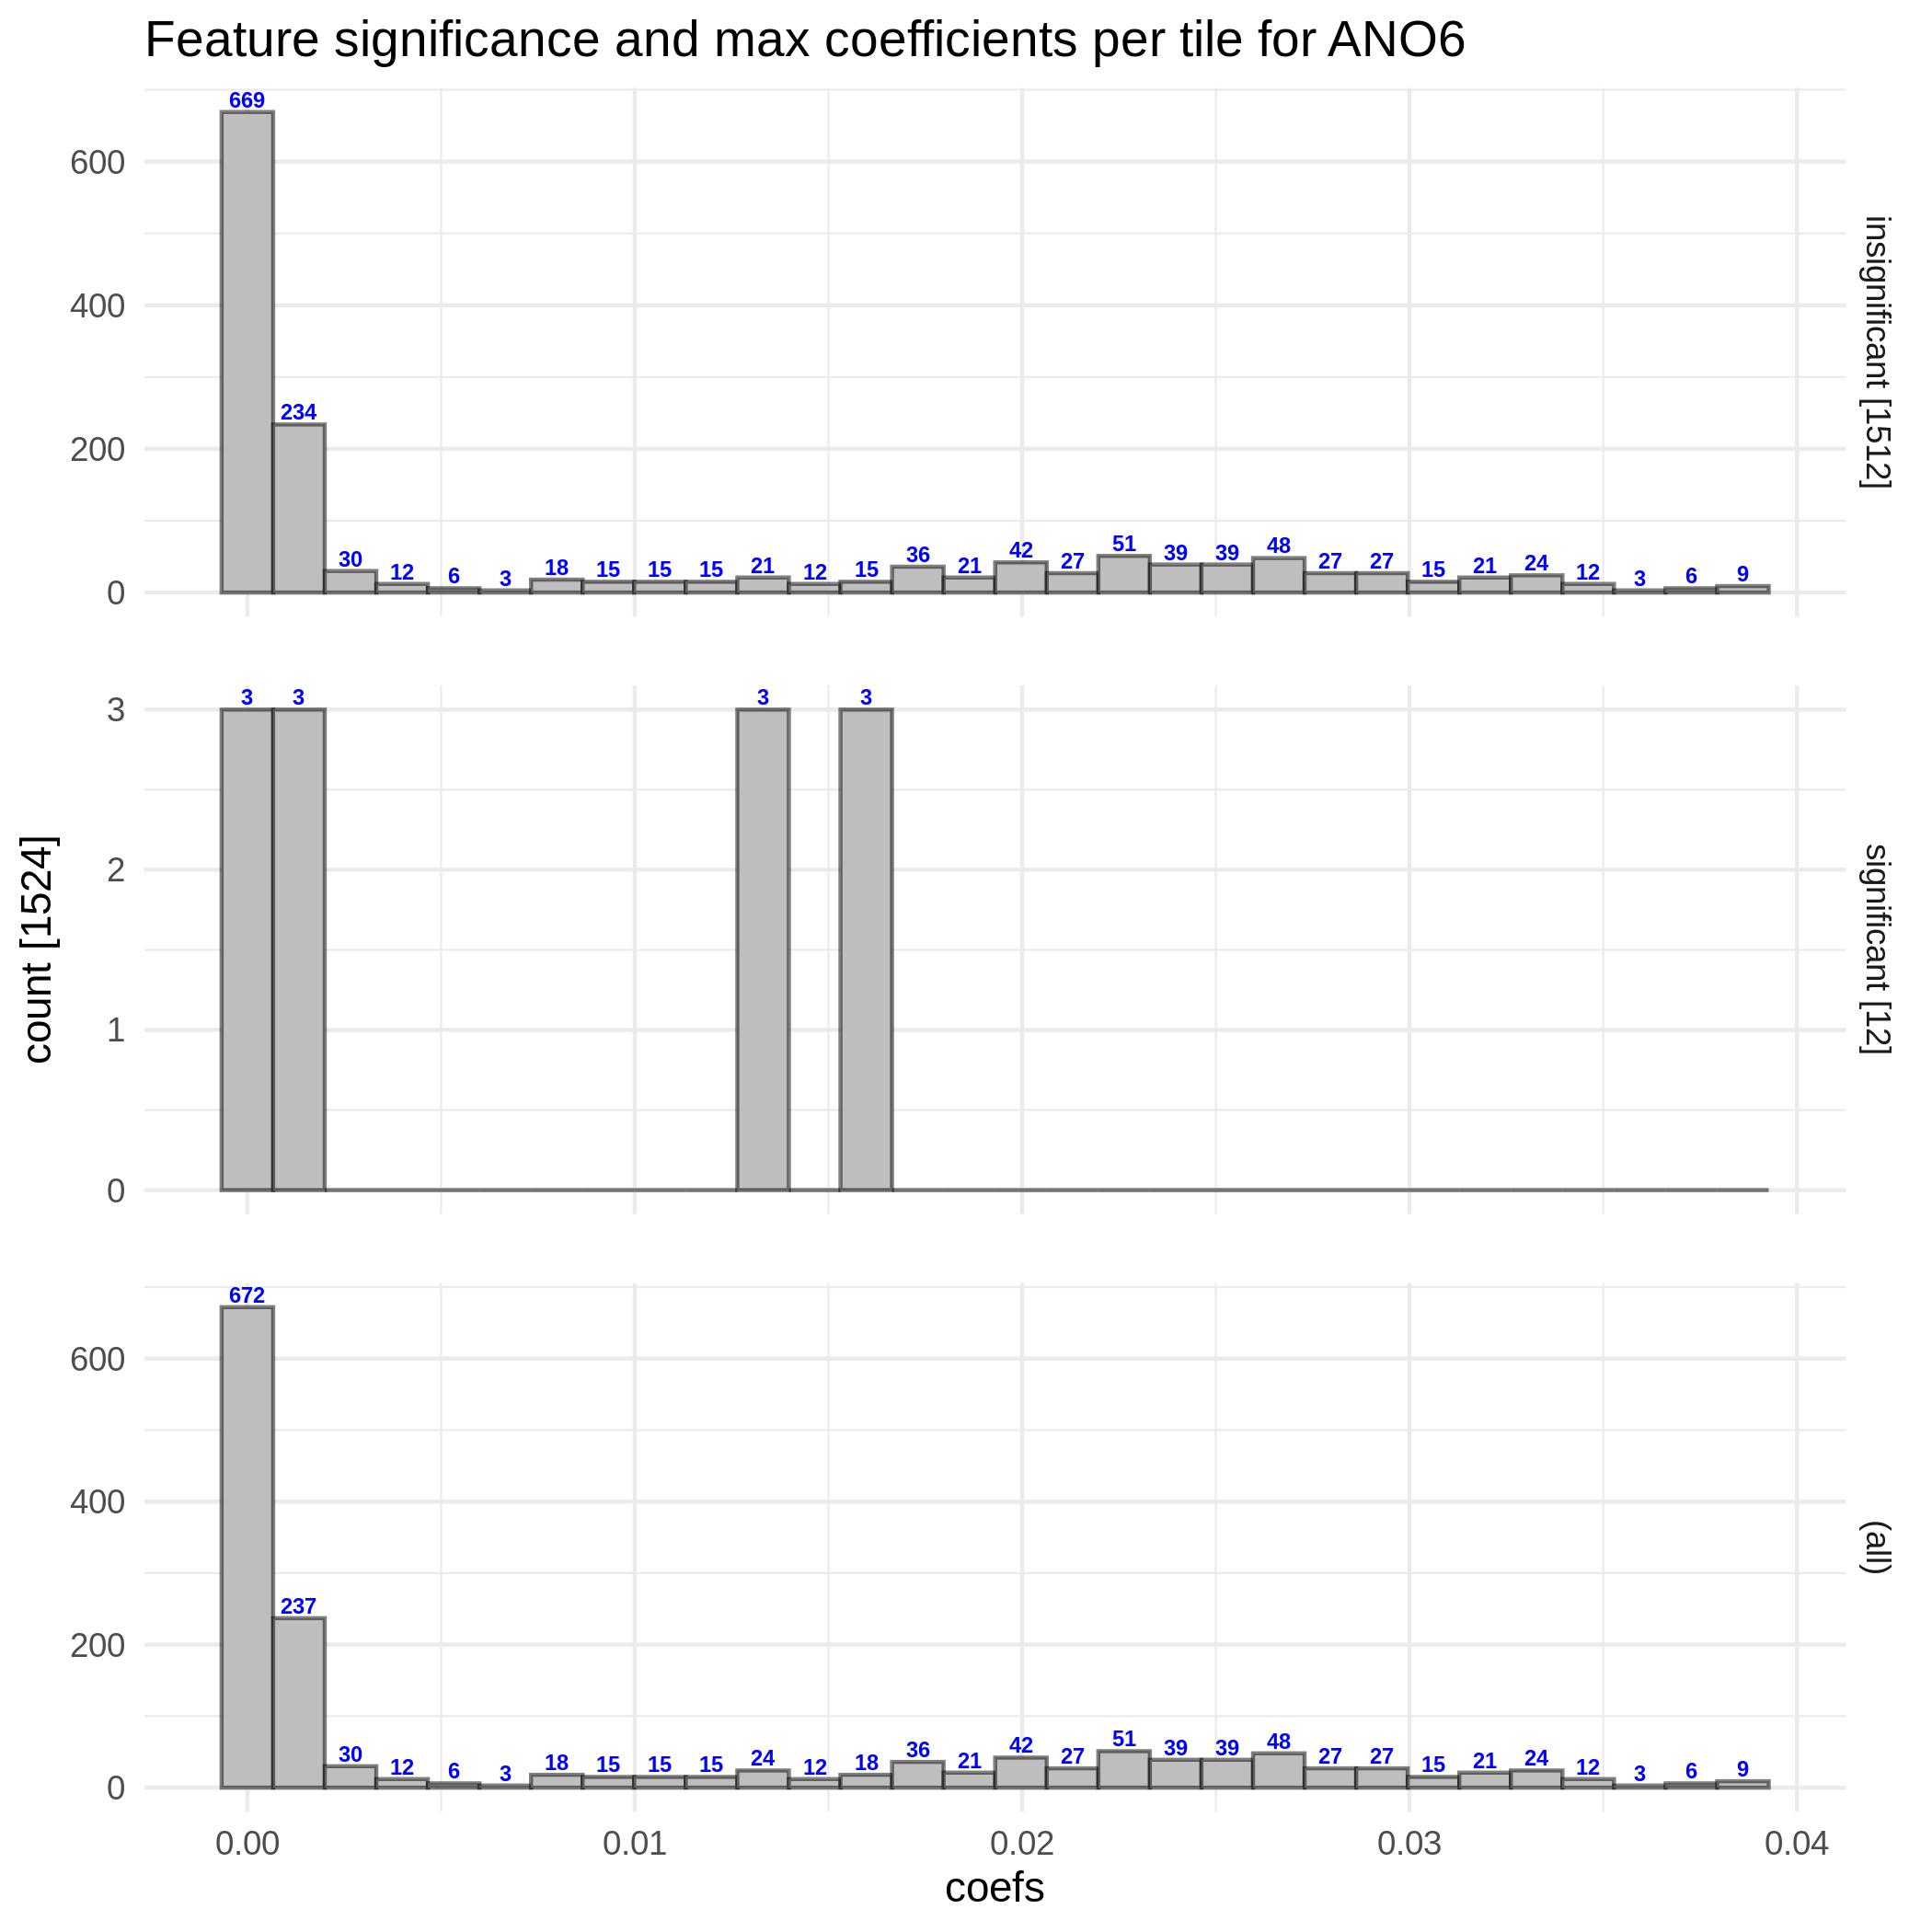 Feature significance and max coefficients per tile for ANO6
669
234
30 12 6 3 18 15 15 15 21 12 15 36 21 42 27 51 39 39 48 27 27 15 21 24 12 3 6 9
600
400
200
0
insignificant [1512]
3 3 3 3
3
2
1
0
significant [12]
count [1524]
672
237
30 12 6 3 18 15 15 15 24 12 18 36 21 42 27 51 39 39 48 27 27 15 21 24 12 3 6 9
600
400
200
0
(all)
0.00 0.01 0.02 0.03 0.04
coefs